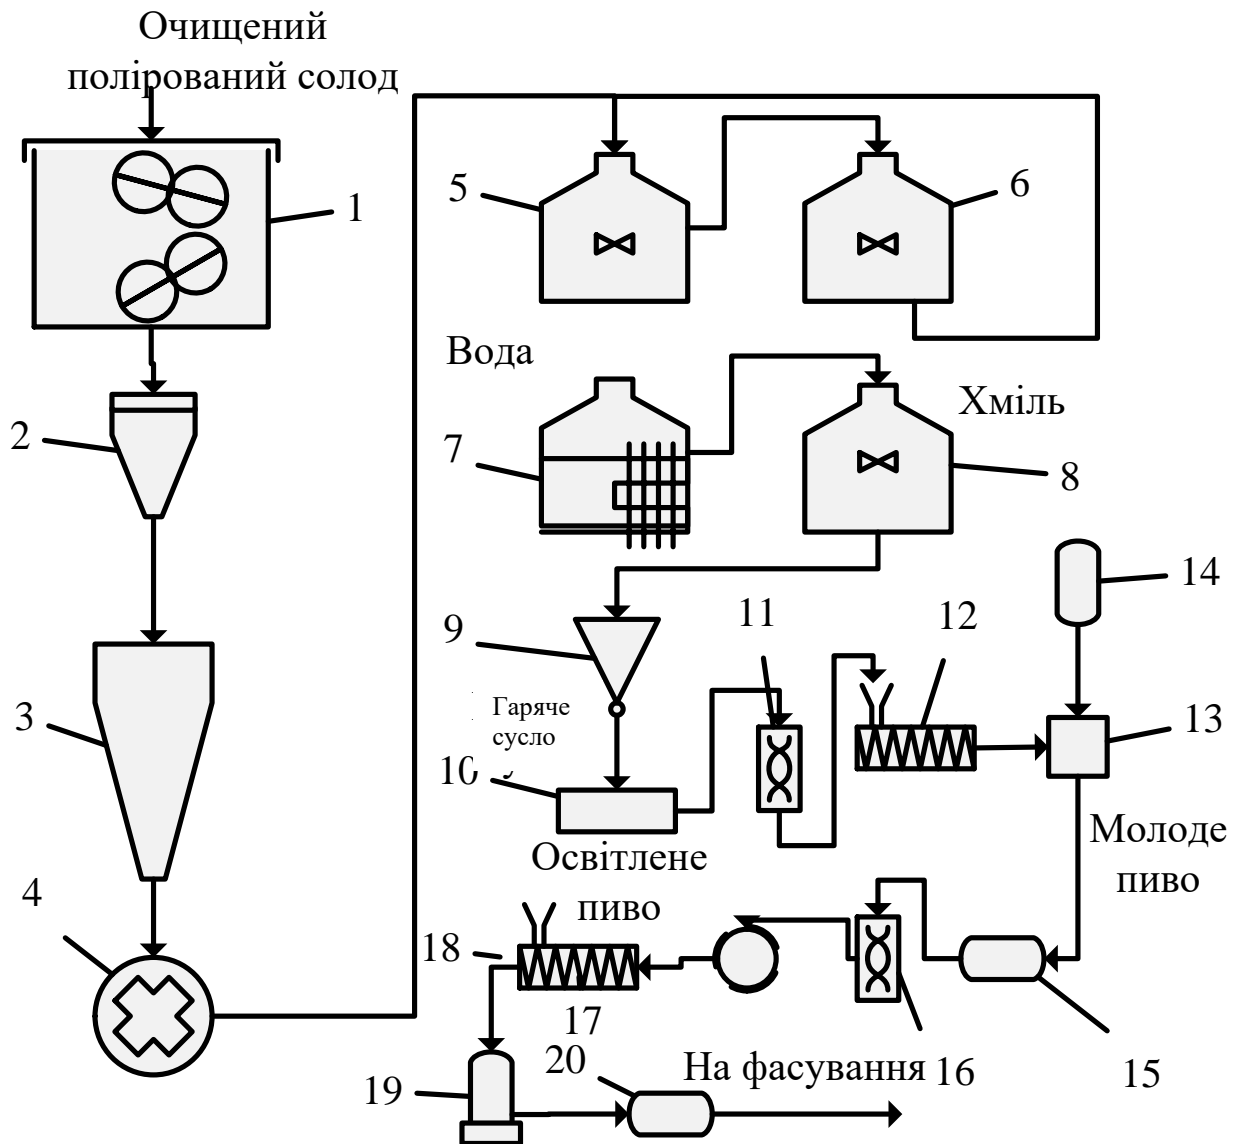 Очищений
полірований солод
1
2
3
4
5
6
Вода
Хміль
7
8
9
Гаряче
сусло
10
11
12
14
13
Освітлене
пиво
Молоде
пиво
18
17
16
15
19
20
На фасування